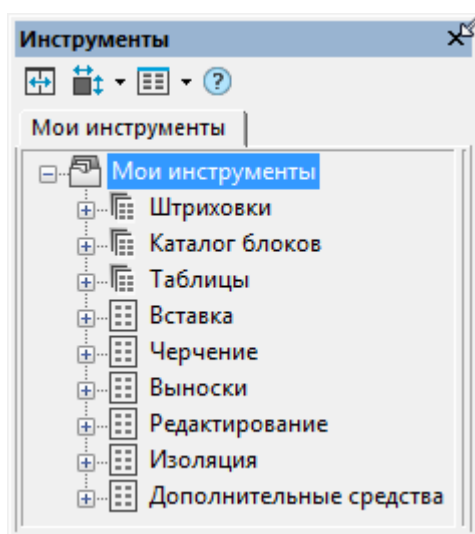 Инструменты
?
Мои инструменты
Мои инструменты
Штриховки
Каталог блоков
Таблицы
Вставка
Черчение
Выноски
Редактирование
Изоляция
Дополнительные средства